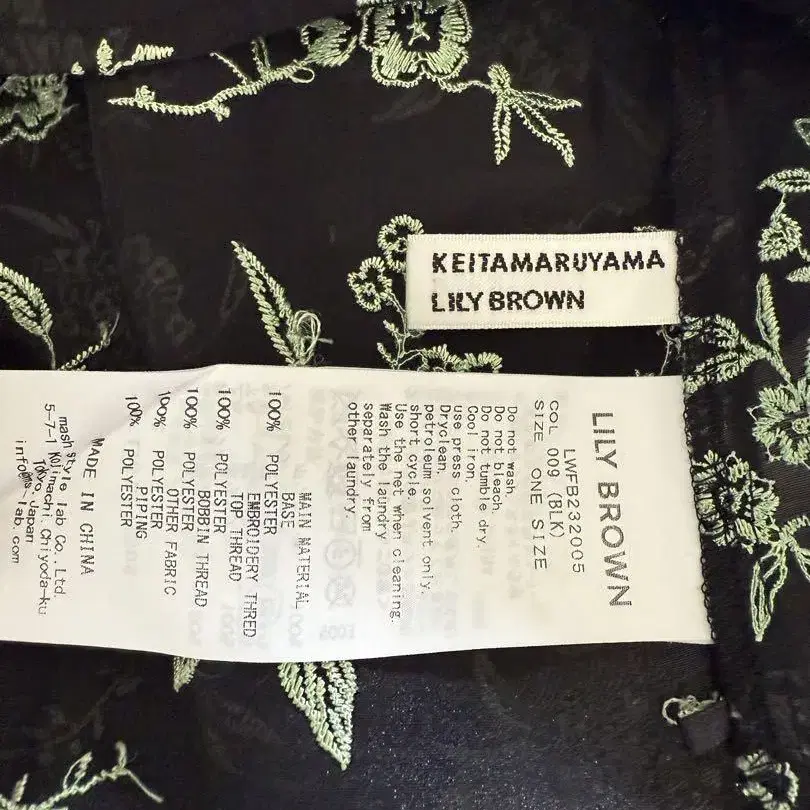 KEITAMARUYAMA
LILY BROWN
LILY BROWN
LWFB232005
COL 009 (BLK)
SIZE ONE SIZE
Do not wash.
Do not bleach.
Do not tumble dry.
Cool iron.
use press cloth.
Dryclean.
petroleum solvent only.
short cycle.
Use the net when cleaning.
Wash the laundry
separately from
other laundry.
MAIN MATERIAL
BASE
100% POLYESTER
EMBROIDERY THRED
TOP THREAD
100% POLYESTER
BOBBIN THREAD
100% POLYESTER
OTHER FABRIC
100% POLYESTER
PIPING
100% POLYESTER
MADE IN CHINA
mash style lab Co., Ltd.
5-7-1 Kojimachi, Chiyoda-ku
Tokyo, Japan
info@ms-lab.com